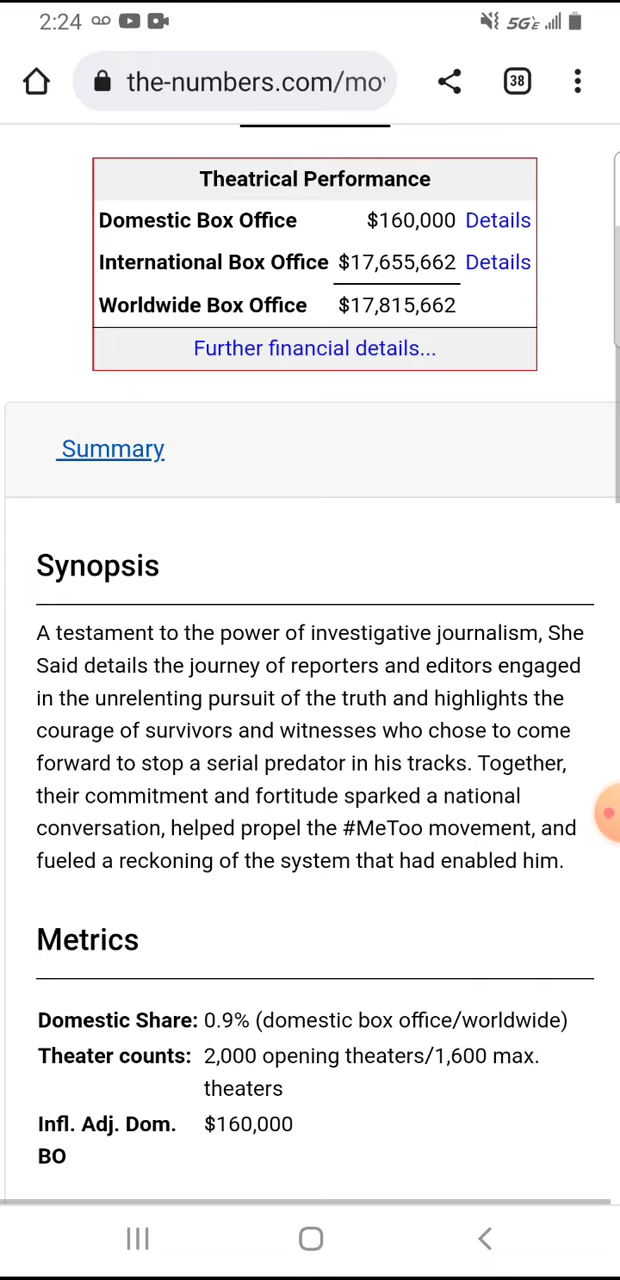 2:24 5GE
the-numbers.com/mo 38
Theatrical Performance
Domestic Box Office $160,000 Details
International Box Office $17,655,662 Details
Worldwide Box Office $17,815,662
Further financial details...
Summary
Synopsis
A testament to the power of investigative journalism, She
Said details the journey of reporters and editors engaged
in the unrelenting pursuit of the truth and highlights the
courage of survivors and witnesses who chose to come
forward to stop a serial predator in his tracks. Together,
their commitment and fortitude sparked a national
conversation, helped propel the #MeToo movement, and
fueled a reckoning of the system that had enabled him.
Metrics
Domestic Share: 0.9% (domestic box office/worldwide)
Theater counts: 2,000 opening theaters/1,600 max.
theaters
Infl. Adj. Dom. $160,000
BO